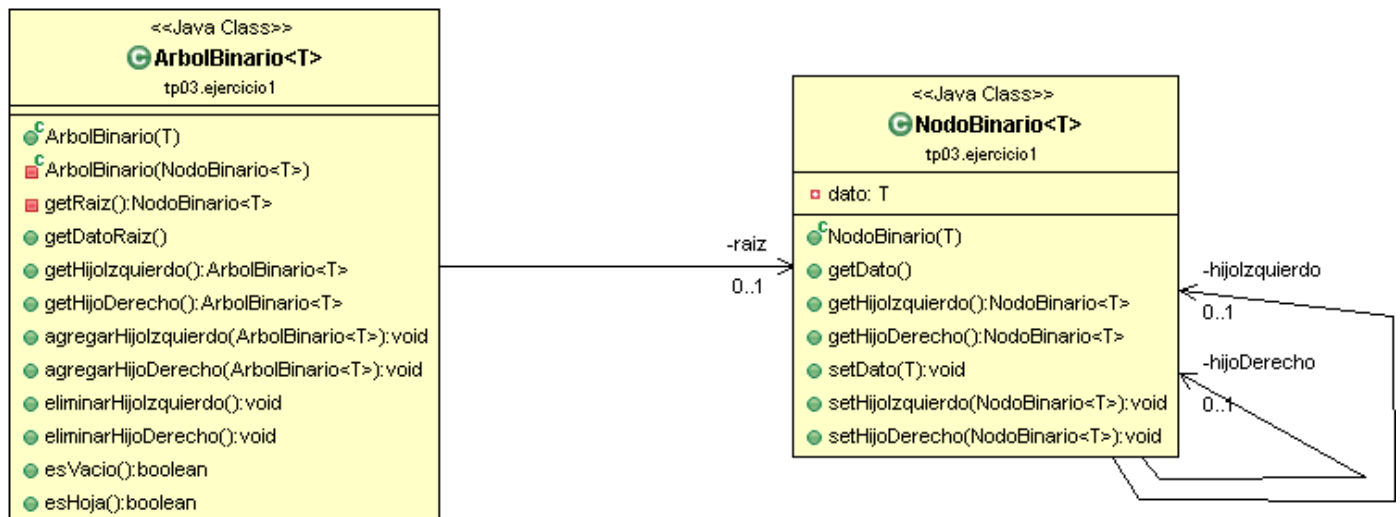 <<Java Class>>
ArbolBinario<T>
tp03.ejercicio1
ArbolBinario(T)
ArbolBinario(NodoBinario<T>)
getRaiz():NodoBinario<T>
getDatoRaiz()
getHijoIzquierdo():ArbolBinario<T>
getHijoDerecho():ArbolBinario<T>
agregarHijoIzquierdo(ArbolBinario<T>):void
agregarHijoDerecho(ArbolBinario<T>):void
eliminarHijoIzquierdo():void
eliminarHijoDerecho():void
esVacio():boolean
esHoja():boolean
-raiz
0..1
<<Java Class>>
NodoBinario<T>
tp03.ejercicio1
dato: T
NodoBinario(T)
getDato()
getHijoIzquierdo():NodoBinario<T>
getHijoDerecho():NodoBinario<T>
setDato(T):void
setHijoIzquierdo(NodoBinario<T>):void
setHijoDerecho(NodoBinario<T>):void
-hijoIzquierdo
0..1
-hijoDerecho
0..1